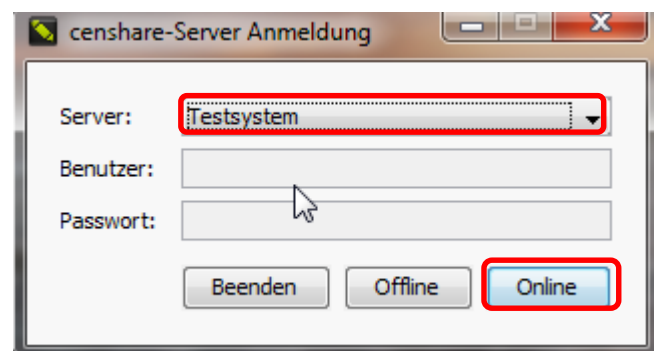 censhare-Server Anmeldung
Server: Testsystem
Benutzer:
Passwort:
Beenden Offline Online